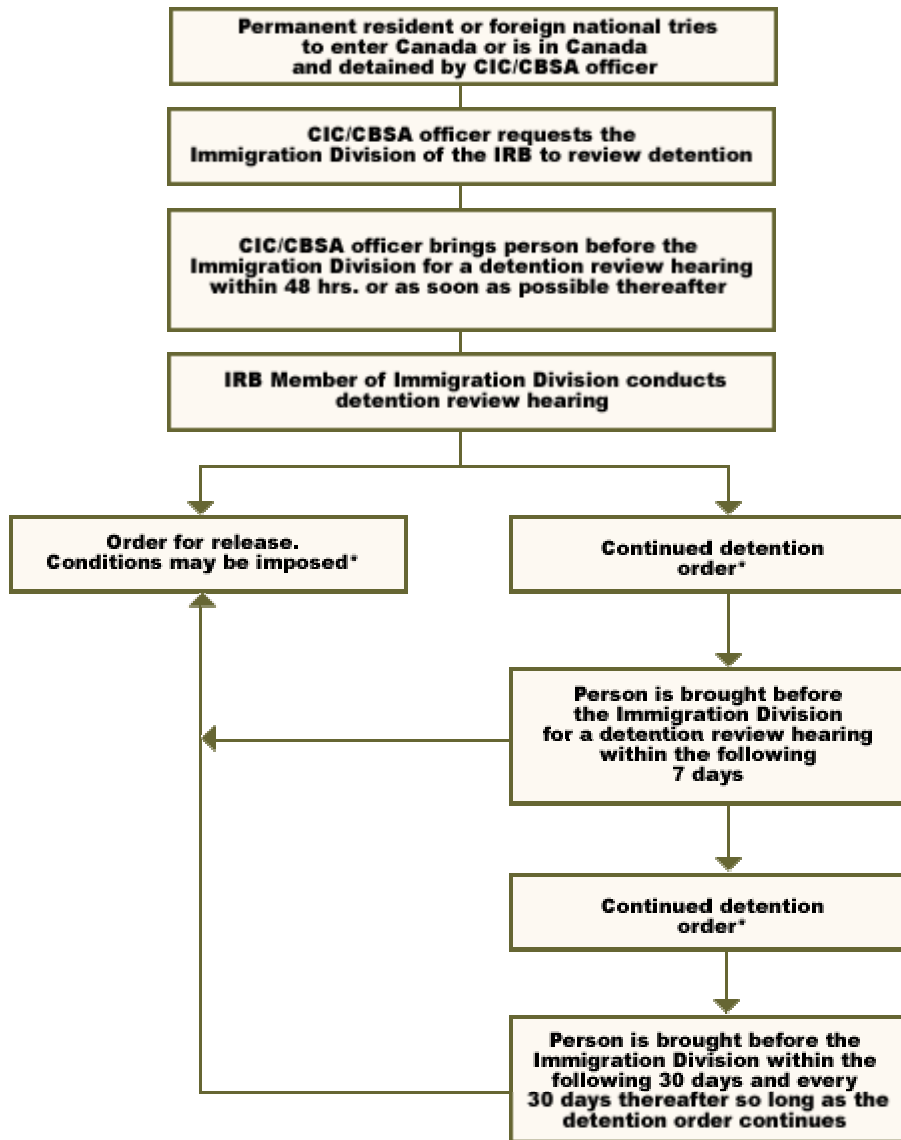 Permanent resident or foreign national tries
to enter Canada or is in Canada
and detained by CIC/CBSA officer
CIC/CBSA officer requests the
Immigration Division of the IRB to review detention
CIC/CBSA officer brings person before the
Immigration Division for a detention review hearing
within 48 hrs. or as soon as possible thereafter
IRB Member of Immigration Division conducts
detention review hearing
Order for release.
Conditions may be imposed*
Continued detention
order*
Person is brought before
the Immigration Division
for a detention review hearing
within the following
7 days
Continued detention
order*
Person is brought before the
Immigration Division within the
following 30 days and every
30 days thereafter so long as the
detention order continues